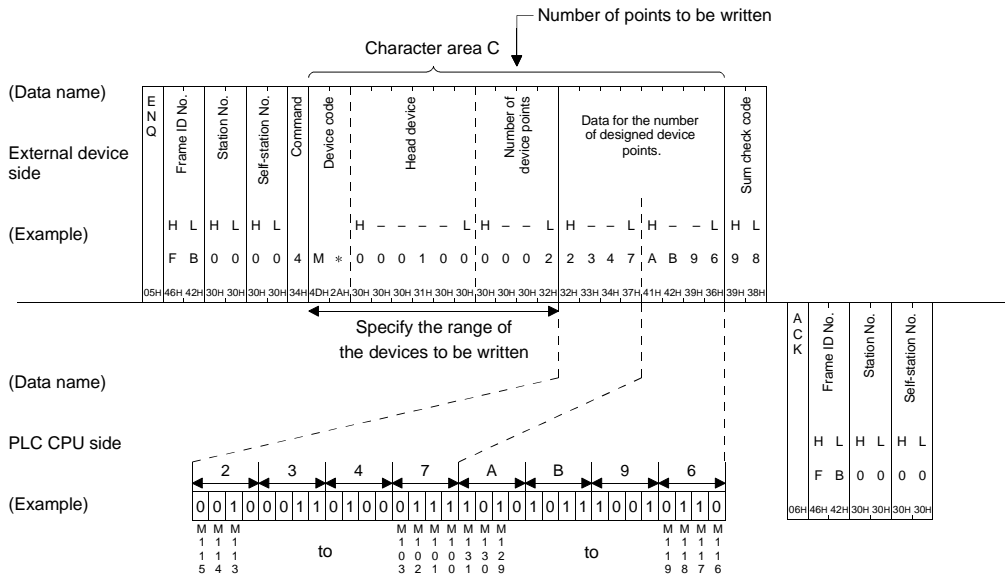 Number of points to be written
Character area C
(Data name)
External device
side
(Example)
ENQ
Frame ID No.
Station No.
Self-station No.
Command
Device code
Head device
Number of
device points
Data for the number
of designed device
points.
Sum check code
H L H L H L H – – – – L H – – L H – – L H – – L H L
F B 0 0 0 0 4 M * 0 0 0 1 0 0 0 0 0 2 2 3 4 7 A B 9 6 9 8
05H 46H 42H 30H 30H 30H 30H 34H 4DH 2AH 30H 30H 30H 31H 30H 30H 30H 30H 30H 32H 32H 33H 34H 37H 41H 42H 39H 36H 39H 38H
Specify the range of
the devices to be written
(Data name)
PLC CPU side
(Example)
2 3 4 7 A B 9 6
0 0 1 0 0 0 1 1 0 1 0 0 0 1 1 1 1 0 1 0 1 0 1 1 1 0 0 1 0 1 1 0
M115 M114 M113 to M103 M102 M101 M100 M131 M130 M129 to M119 M118 M117 M116
ACK
Frame ID No.
Station No.
Self-station No.
H L H L H L
F B 0 0 0 0
06H 46H 42H 30H 30H 30H 30H